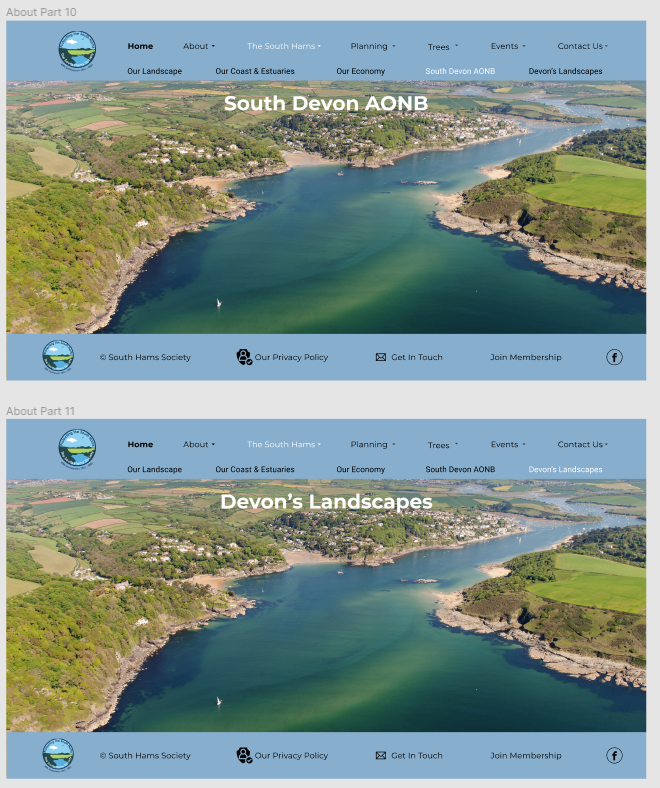 About Part 10
Home About The South Hams Planning Trees Events Contact Us
Our Landscape Our Coast & Estuaries Our Economy South Devon AONB Devon's Landscapes
South Devon AONB
© South Hams Society Our Privacy Policy Get In Touch Join Membership
About Part 11
Home About The South Hams Planning Trees Events Contact Us
Our Landscape Our Coast & Estuaries Our Economy South Devon AONB Devon's Landscapes
Devon's Landscapes
© South Hams Society Our Privacy Policy Get In Touch Join Membership